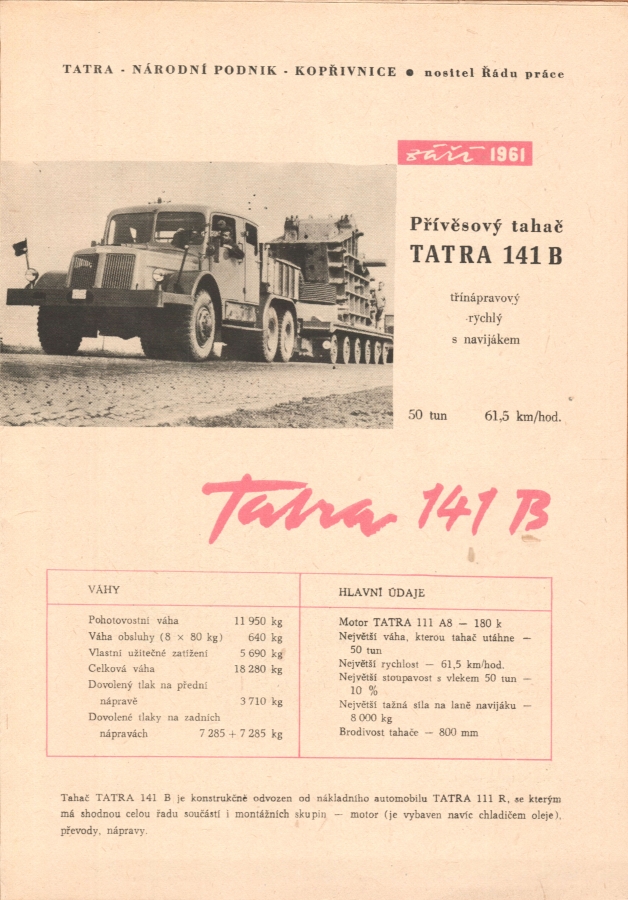 TATRA - NÁRODNÍ PODNIK - KOPŘIVNICE ● nositel Řádu práce
září 1961
Přívěsový tahač
TATRA 141 B
třínápravový
rychlý
s navijákem
50 tun 61,5 km/hod.
Tatra 141 B
VÁHY
Pohotovostní váha 11 950 kg
Váha obsluhy (8 × 80 kg) 640 kg
Vlastní užitečné zatížení 5 690 kg
Celková váha 18 280 kg
Dovolený tlak na přední
nápravě 3 710 kg
Dovolené tlaky na zadních
nápravách 7 285 + 7 285 kg
HLAVNÍ ÚDAJE
Motor TATRA 111 A8 — 180 k
Největší váha, kterou tahač utáhne —
50 tun
Největší rychlost — 61,5 km/hod.
Největší stoupavost s vlekem 50 tun —
10 %
Největší tažná síla na laně navijáku —
8 000 kg
Brodivost tahače — 800 mm
Tahač TATRA 141 B je konstrukčně odvozen od nákladního automobilu TATRA 111 R, se kterým
má shodnou celou řadu součástí i montážních skupin — motor (je vybaven navíc chladičem oleje),
převody, nápravy.